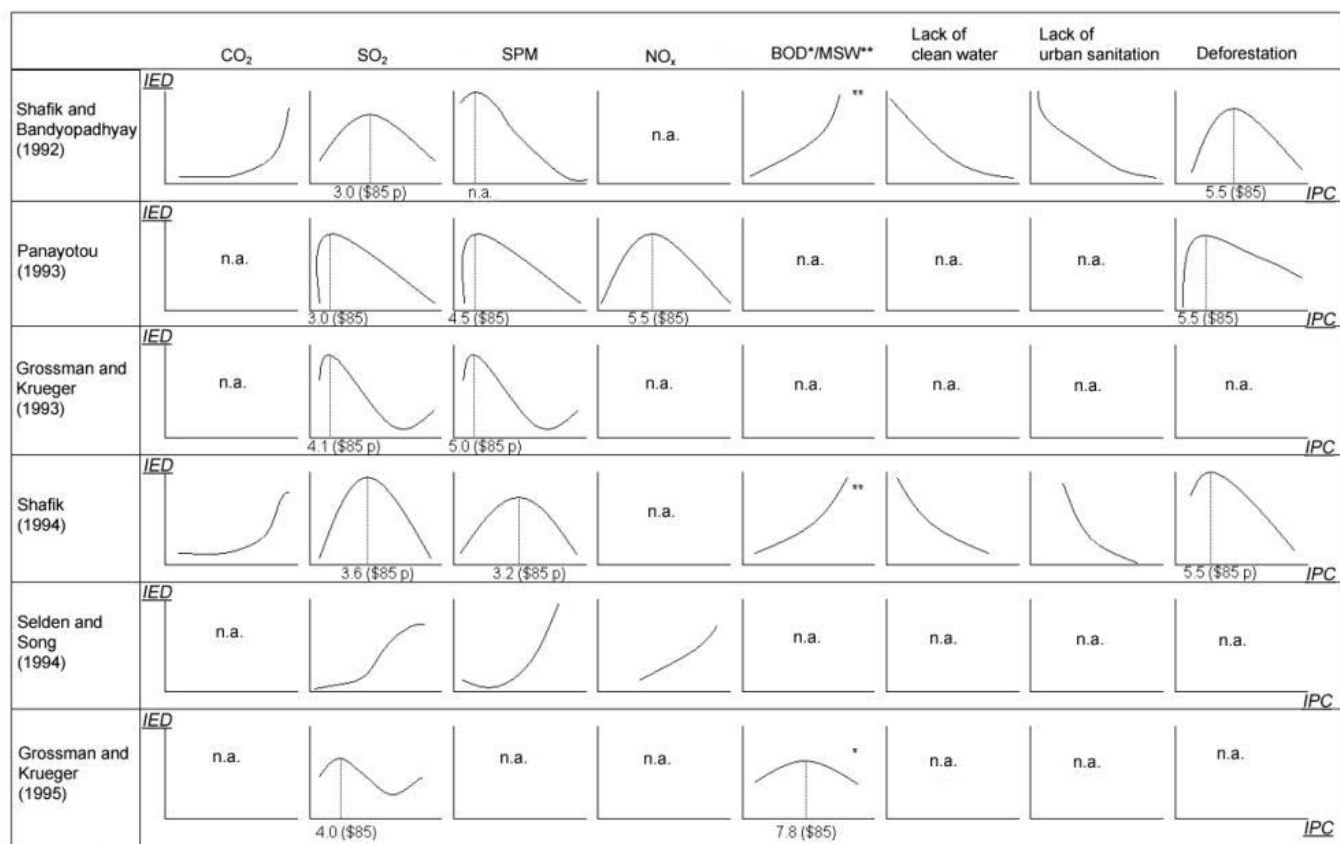 CO₂ SO₂ SPM NOₓ BOD*/MSW** Lack of clean water Lack of urban sanitation Deforestation
IED
Shafik and
Bandyopadhyay
(1992)
n.a. **
3.0 ($85 p) n.a. 5.5 ($85) IPC
IED
Panayotou
(1993)
n.a. n.a. n.a. n.a.
3.0 ($85) 4.5 ($85) 5.5 ($85) 5.5 ($85) IPC
IED
Grossman and
Krueger
(1993)
n.a. n.a. n.a. n.a. n.a. n.a.
4.1 ($85 p) 5.0 ($85 p) IPC
IED
Shafik
(1994)
n.a. **
3.6 ($85 p) 3.2 ($85 p) 5.5 ($85 p) IPC
IED
Selden and
Song
(1994)
n.a. n.a. n.a. n.a. n.a.
IPC
IED
Grossman and
Krueger
(1995)
n.a. n.a. n.a. * n.a. n.a. n.a.
4.0 ($85) 7.8 ($85) IPC